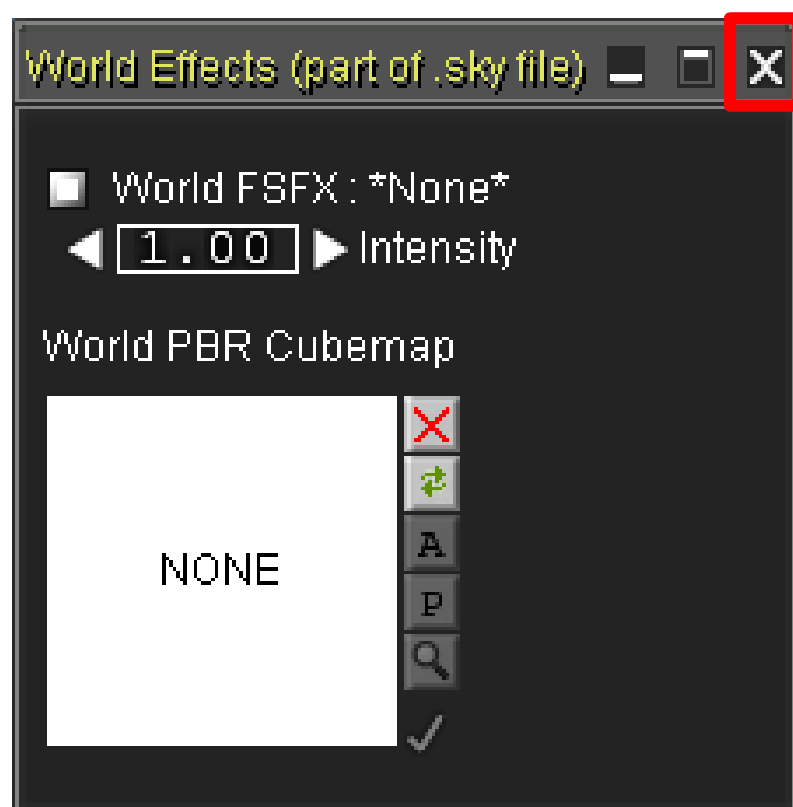 World Effects (part of .sky file)
World FSFX : *None*
1.00 Intensity
World PBR Cubemap
NONE
A
P